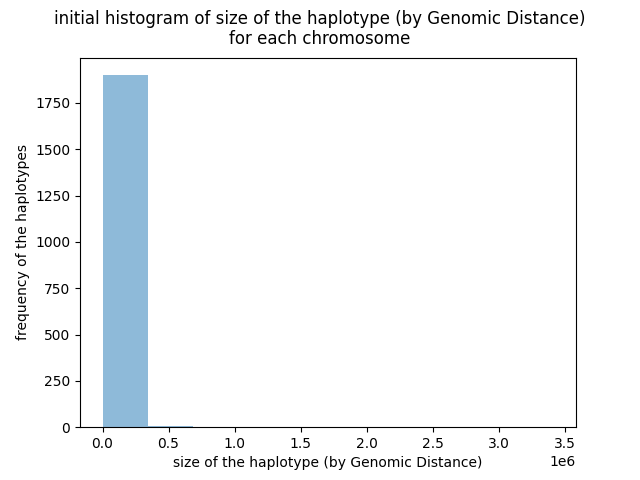 initial histogram of size of the haplotype (by Genomic Distance)
for each chromosome
1750
1500
1250
1000
750
500
250
0
frequency of the haplotypes
0.0 0.5 1.0 1.5 2.0 2.5 3.0 3.5
1e6
size of the haplotype (by Genomic Distance)